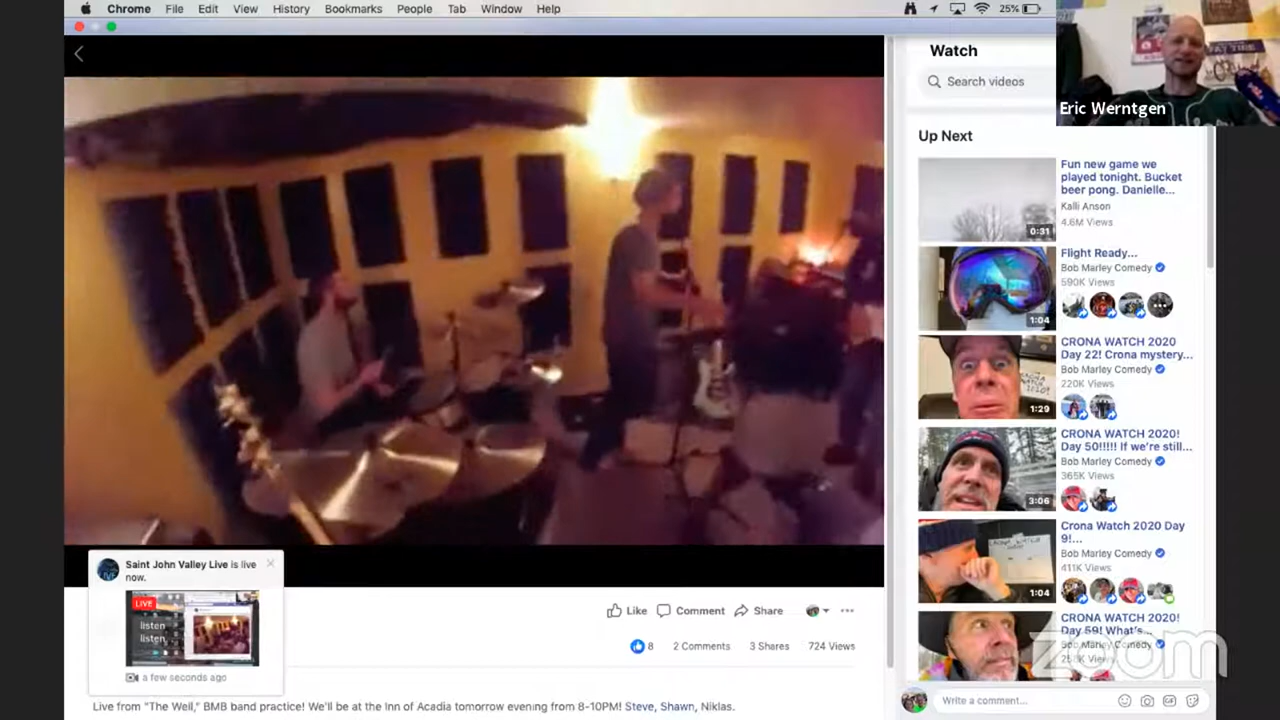 Chrome File Edit View History Bookmarks People Tab Window Help 25%
Watch
Search videos
Eric Werntgen
Up Next
Fun new game we
played tonight. Bucket
beer pong. Danielle...
Kalli Anson
4.6M Views
0:31
Flight Ready...
Bob Marley Comedy
590K Views
1:04
CRONA WATCH 2020
Day 22! Crona mystery...
Bob Marley Comedy
220K Views
1:29
CRONA WATCH 2020!
Day 50!!!!! If we're still...
Bob Marley Comedy
365K Views
3:06
Crona Watch 2020 Day
9!...
Bob Marley Comedy
411K Views
1:04
CRONA WATCH 2020!
Day 59! What's...
Bob Marley Comedy
Views
zoom
Write a comment...
GIF
Saint John Valley Live is live
now.
LIVE
listen
listen
a few seconds ago
Like Comment Share
8 2 Comments 3 Shares 724 Views
Live from "The Well," BMB band practice! We'll be at the Inn of Acadia tomorrow evening from 8-10PM! Steve, Shawn, Niklas.